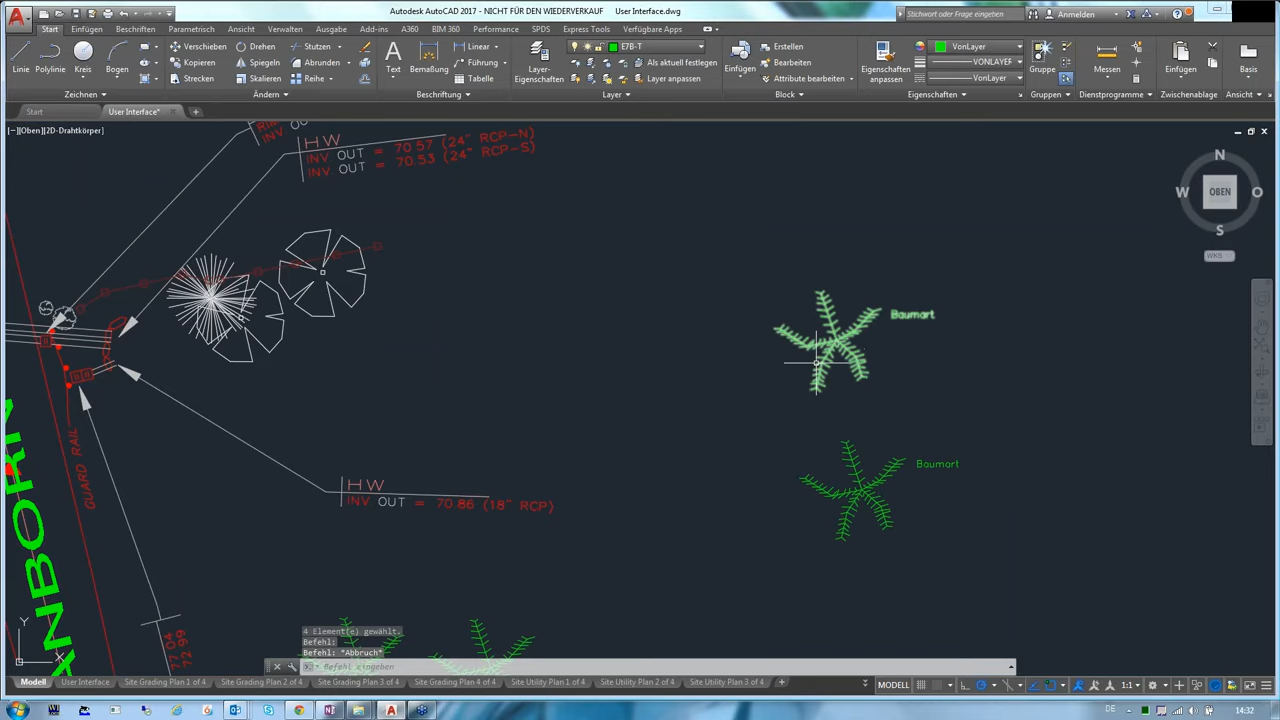 Autodesk AutoCAD 2017 - NICHT FÜR DEN WIEDERVERKAUF User Interface.dwg
Stichwort oder Frage eingeben
Anmelden
Start Einfügen Beschriften Parametrisch Ansicht Verwalten Ausgabe Add-ins A360 BIM 360 Performance SPDS Express Tools Verfügbare Apps
Linie Polylinie Kreis Bogen
Verschieben Drehen Stutzen
Kopieren Spiegeln Abrunden
Strecken Skalieren Reihe
Text Bemaßung
Linear
Führung
Tabelle
Layer-
Eigenschaften
E7B-T
Als aktuell festlegen
Layer anpassen
Einfügen
Erstellen
Bearbeiten
Attribute bearbeiten
Eigenschaften
anpassen
VonLayer
VONLAYER
VonLayer
Gruppe
Messen
Einfügen
Basis
Zeichnen Ändern Beschriftung Layer Block Eigenschaften Gruppen Dienstprogramme Zwischenablage Ansicht
Start User Interface*
[–][Oben][2D-Drahtkörper]
HW
INV. OUT = 70.57 (24" RCP-N)
INV. OUT = 70.53 (24" RCP-S)
N
W OBEN O
S
WKS
Baumart
Baumart
GUARD RAIL
HW
INV. OUT = 70.86 (18" RCP)
77.04
72.99
Y
X
4 Element(e) gewählt.
Befehl:
Befehl: *Abbruch*
Befehl eingeben
Modell User Interface Site Grading Plan 1 of 4 Site Grading Plan 2 of 4 Site Grading Plan 3 of 4 Site Grading Plan 4 of 4 Site Utility Plan 1 of 4 Site Utility Plan 2 of 4 Site Utility Plan 3 of 4
MODELL
1:1
DE
14:32